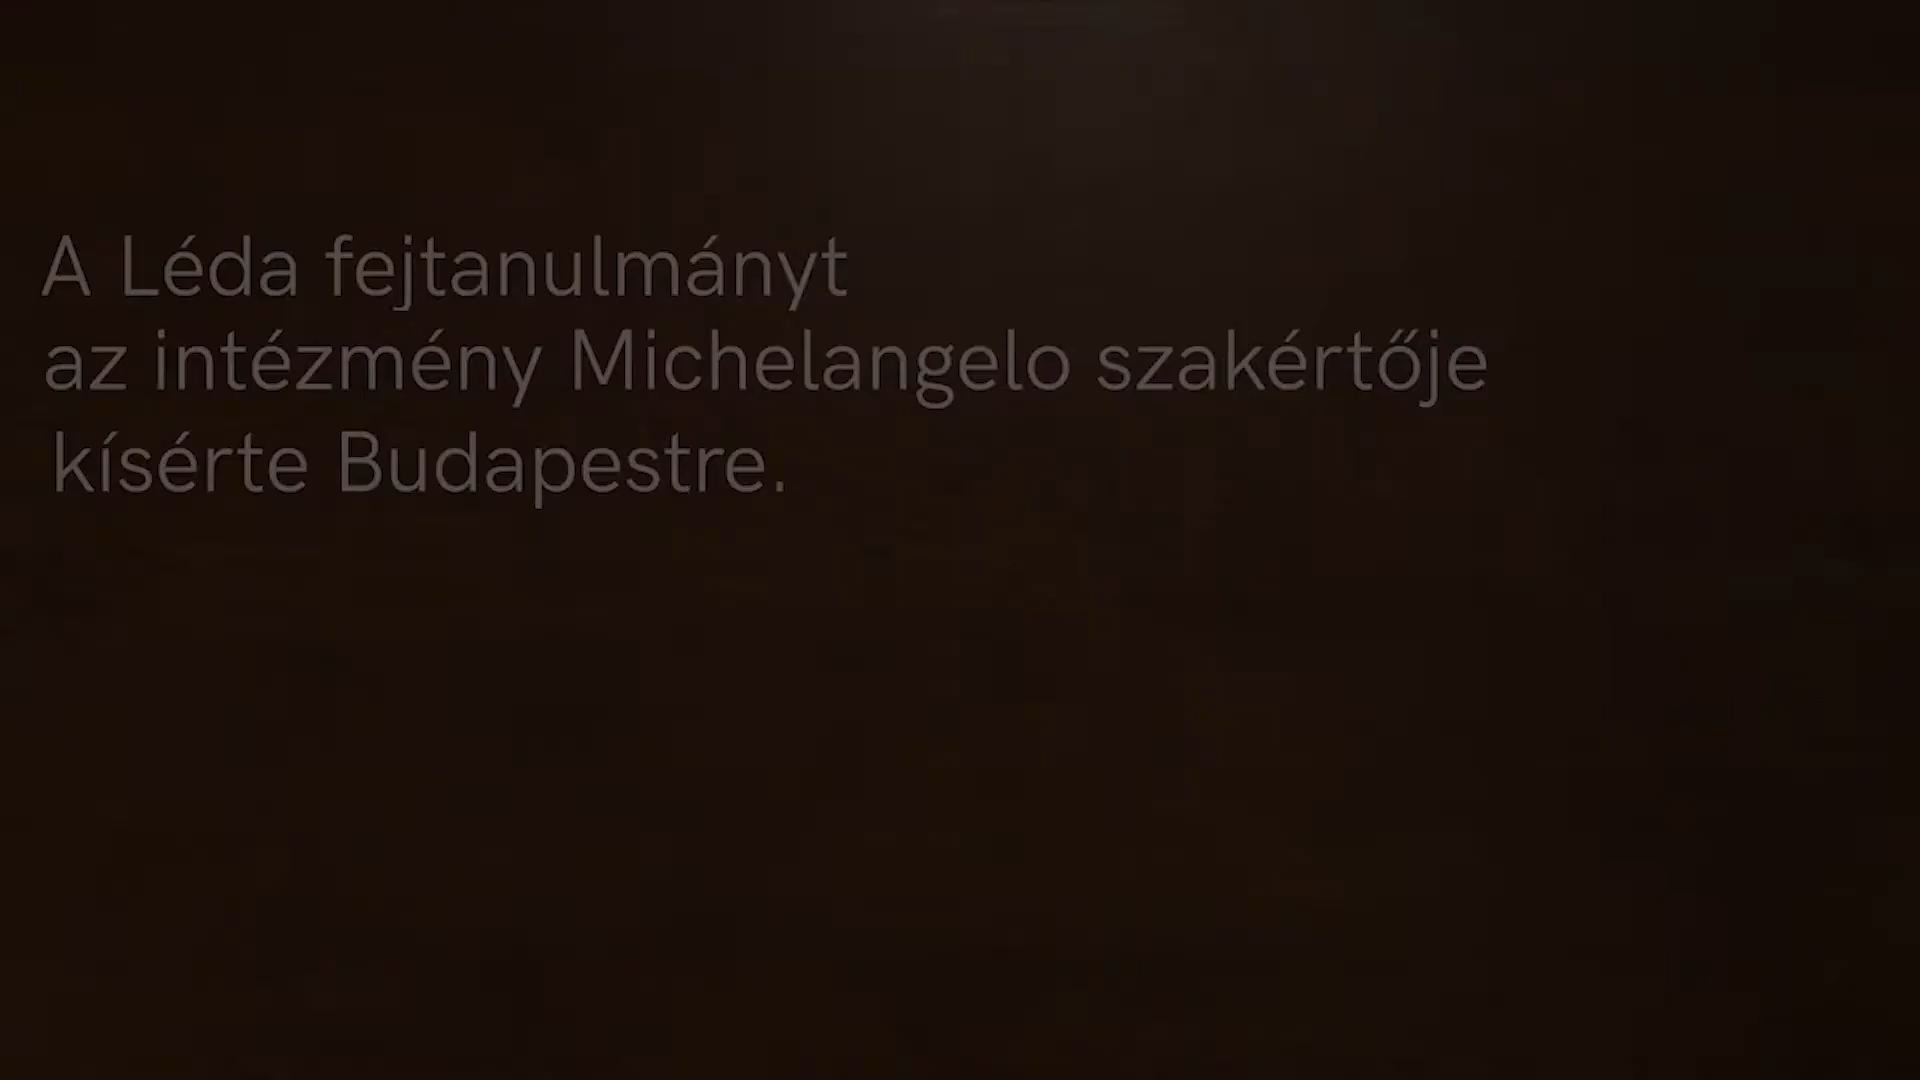 A Léda fejtanulmányt
az intézmény Michelangelo szakértője
kísérte Budapestre.